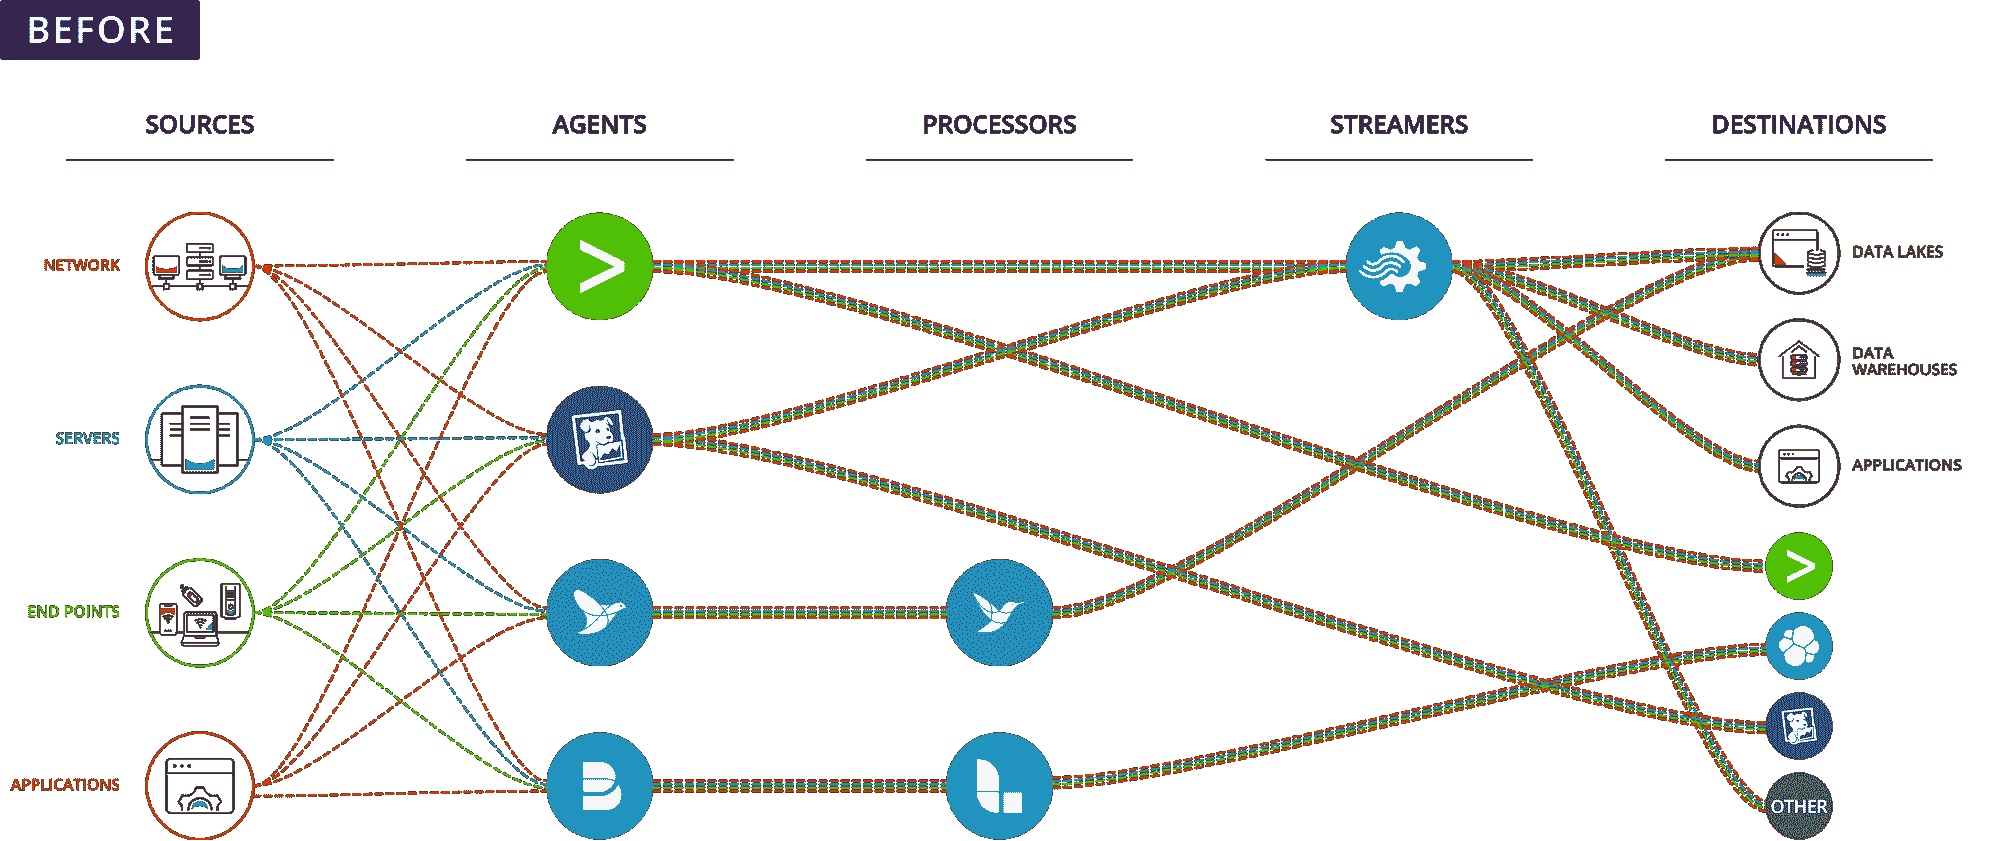 BEFORE
SOURCES
AGENTS
PROCESSORS
STREAMERS
DESTINATIONS
NETWORK
SERVERS
END POINTS
APPLICATIONS
DATA LAKES
DATA
WAREHOUSES
APPLICATIONS
OTHER